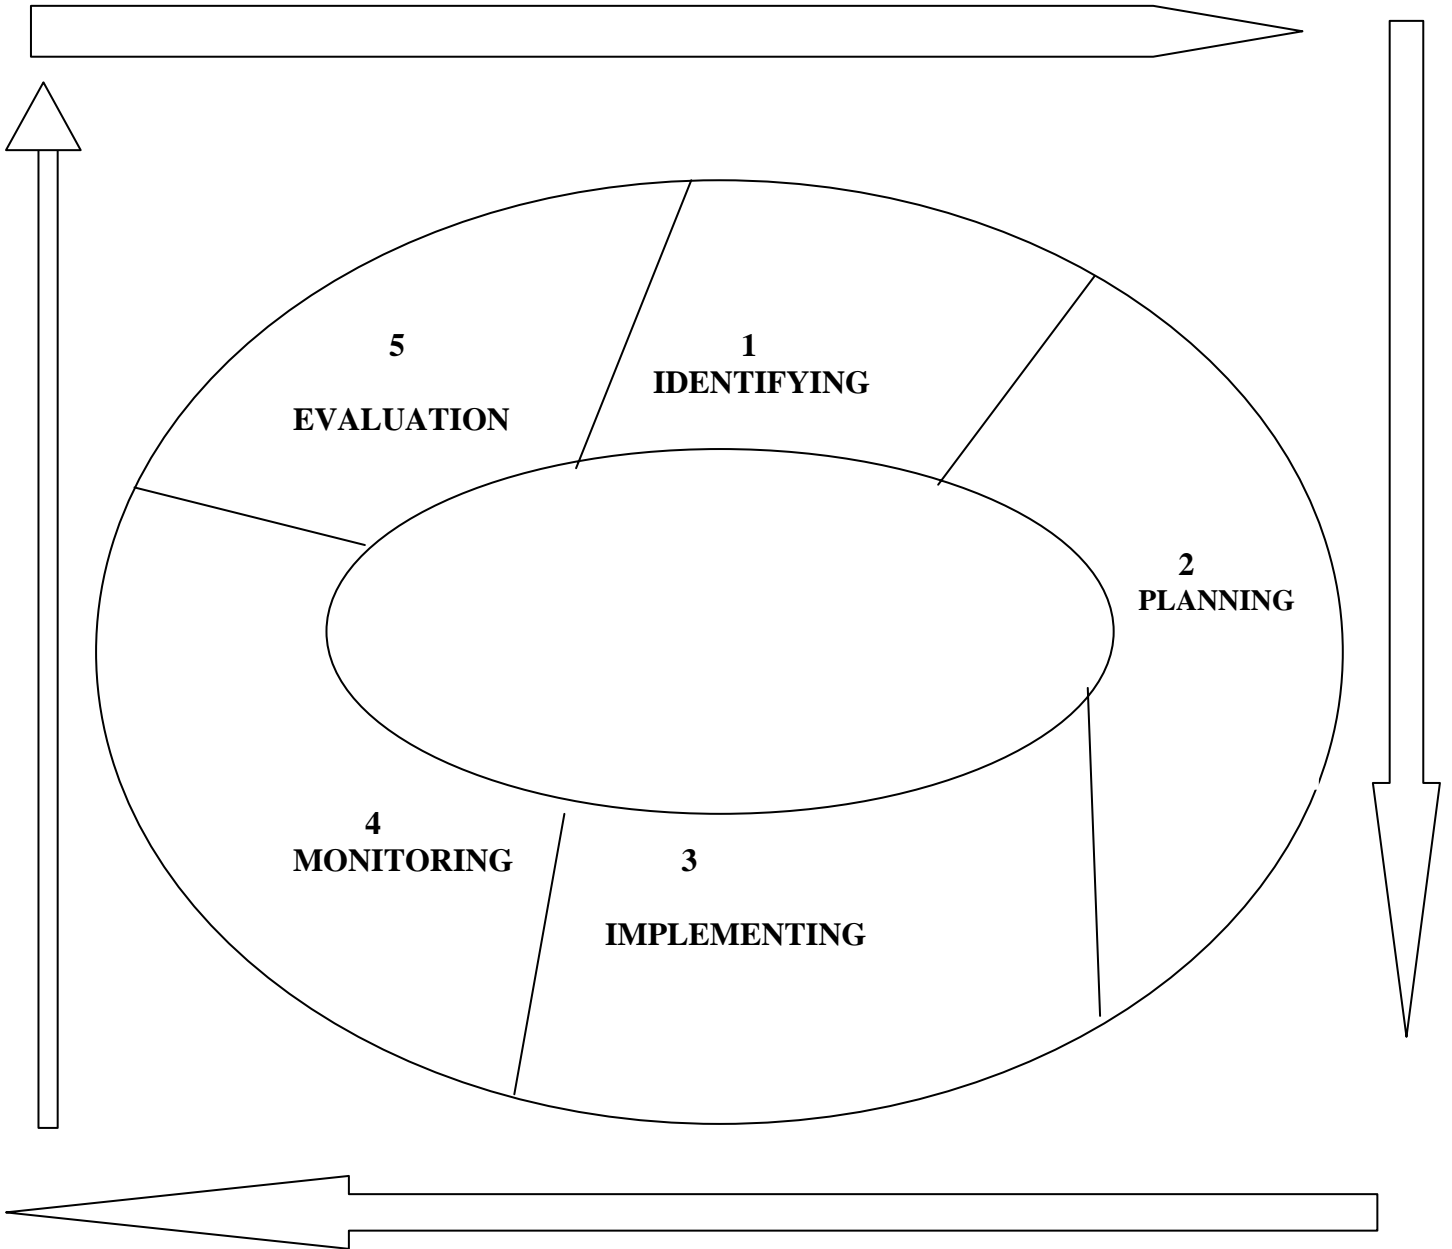 1
IDENTIFYING
2
PLANNING
3
IMPLEMENTING
4
MONITORING
5
EVALUATION